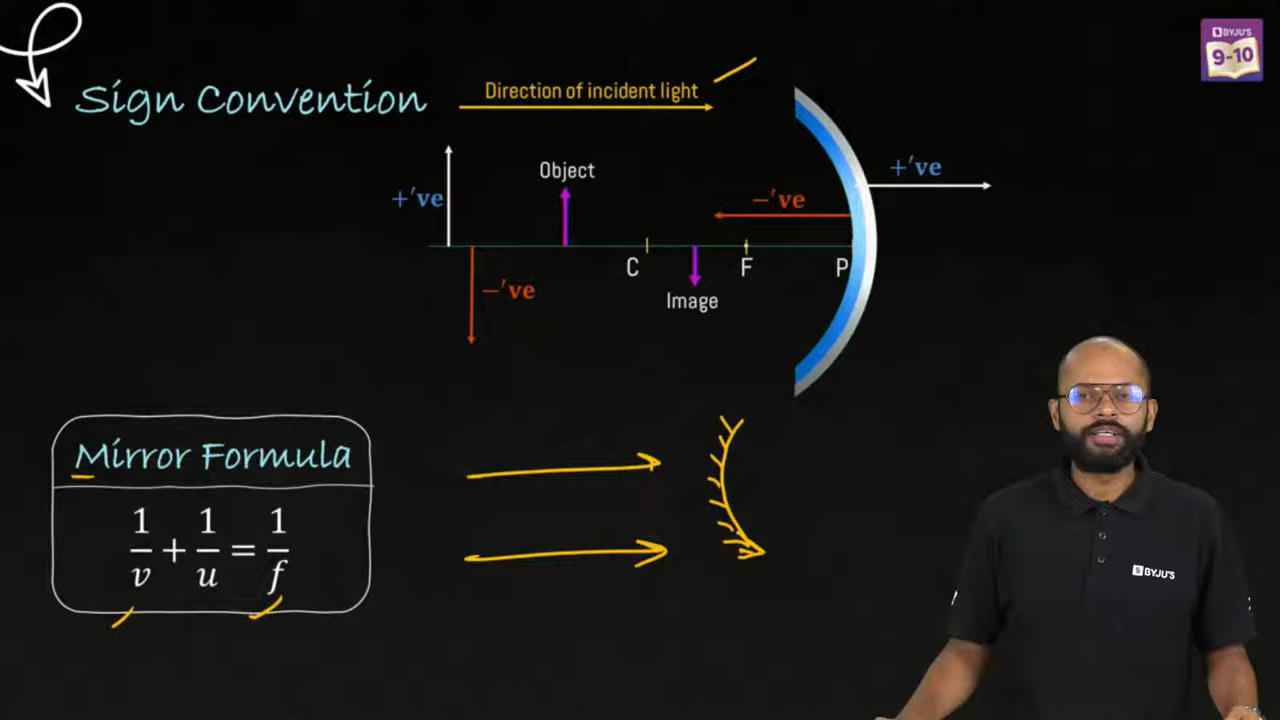 BYJU'S
9-10
Sign Convention
Direction of incident light
Object
+'ve
+'ve
−'ve
C
F
P
−'ve
Image
Mirror Formula
1/v + 1/u = 1/f
BYJU'S